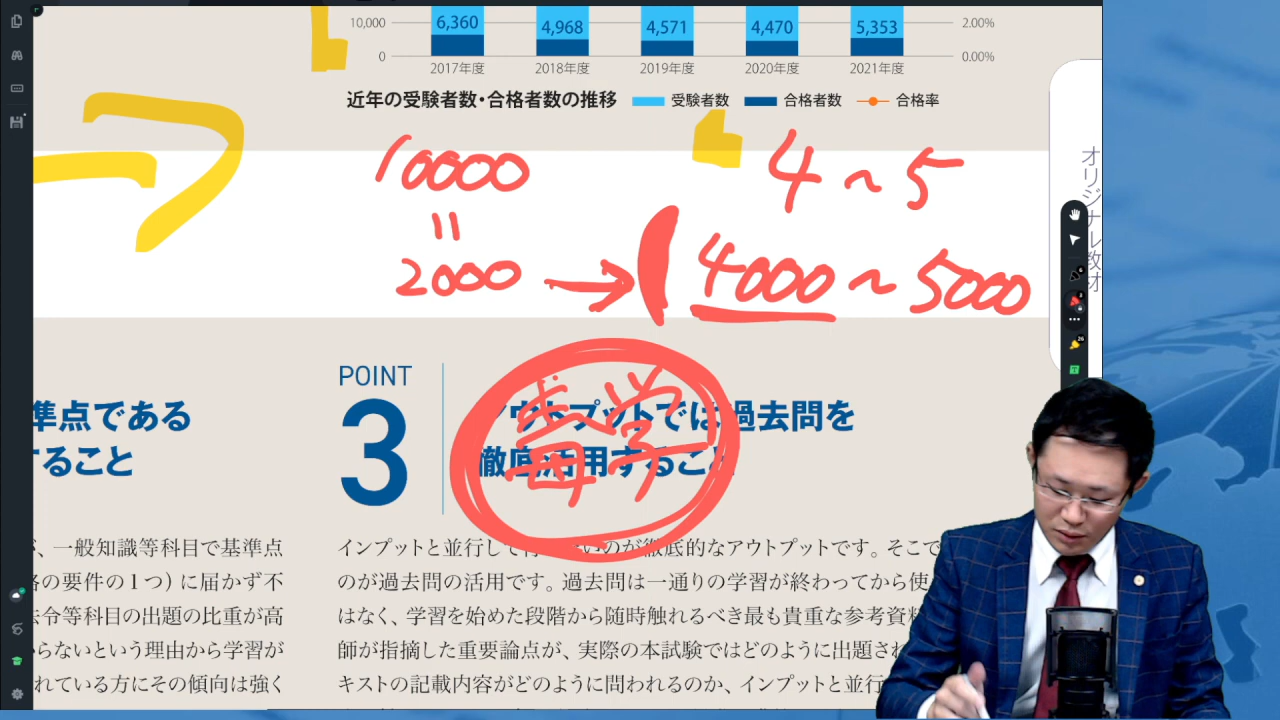 10,000
6,360
4,968
4,571
4,470
5,353
2.00%
0
2017年度
2018年度
2019年度
2020年度
2021年度
0.00%
近年の受験者数・合格者数の推移
受験者数
合格者数
合格率
10000
4~5
=
2000 → 4000~5000
オリジナル教材
準点である
すること
POINT
3
アウトプットでは過去問を
徹底活用すること
毒学
、一般知識等科目で基準点
の要件の1つ)に届かず不
令等科目の出題の比重が高
らないという理由から学習が
れている方にその傾向は強く
インプットと並行して
いのが徹底的なアウトプットです。そこで
のが過去問の活用です。過去問は一通りの学習が終わってから使
はなく、学習を始めた段階から随時触れるべき最も貴重な参考資料
師が指摘した重要論点が、実際の本試験ではどのように出題され
キストの記載内容がどのように問われるのか、インプットと並行